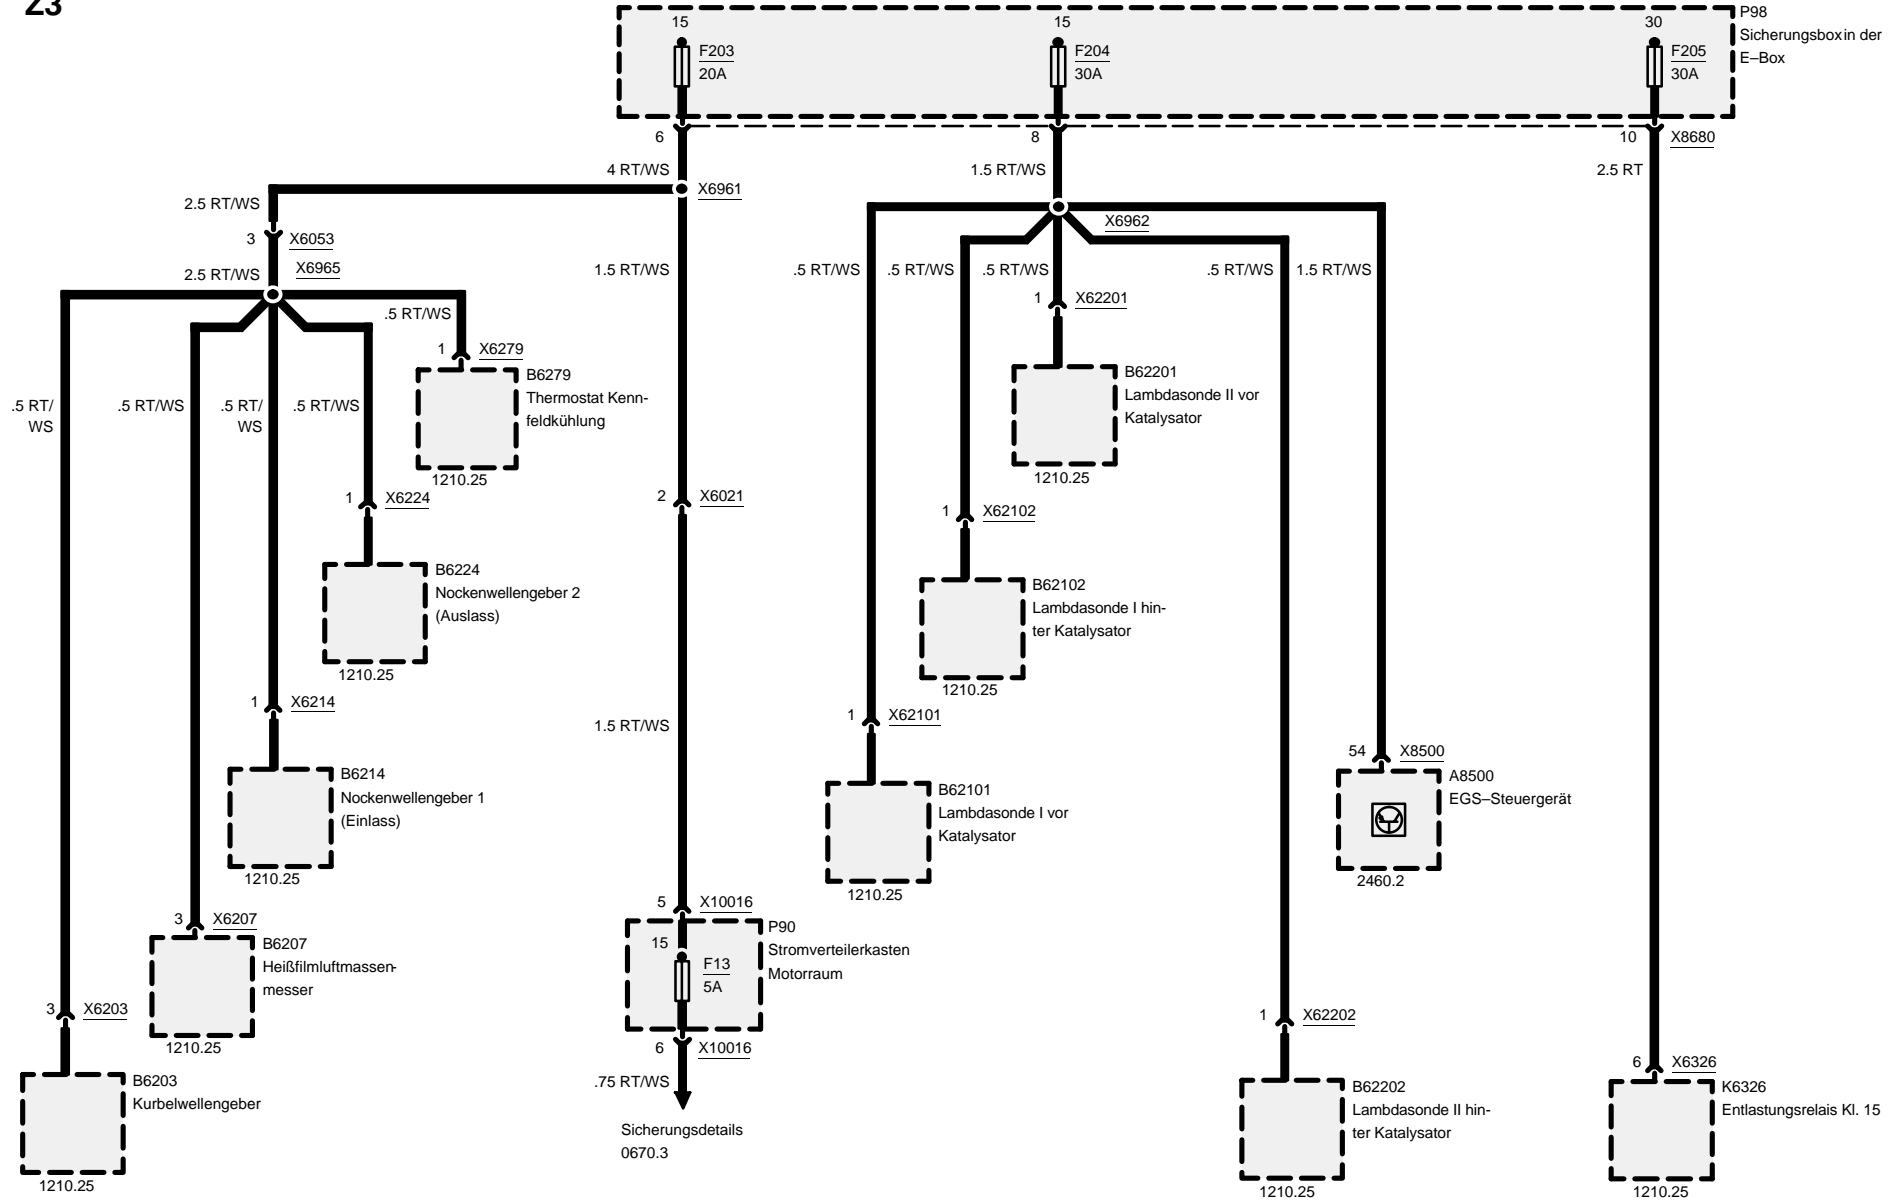 Z3
15
15
30
P98
Sicherungsbox in der
E–Box
F203
20A
F204
30A
F205
30A
6
8
10
X8680
4 RT/WS
1.5 RT/WS
2.5 RT
X6961
2.5 RT/WS
X6962
3
X6053
2.5 RT/WS
X6965
1.5 RT/WS
.5 RT/WS
.5 RT/WS
.5 RT/WS
.5 RT/WS
1.5 RT/WS
1
X62201
.5 RT/WS
1
X6279
B6279
Thermostat Kenn-
feldkühlung
1210.25
B62201
Lambdasonde II vor
Katalysator
1210.25
.5 RT/
WS
.5 RT/WS
.5 RT/
WS
.5 RT/WS
1
X6224
2
X6021
1
X62102
B6224
Nockenwellengeber 2
(Auslass)
1210.25
B62102
Lambdasonde I hin-
ter Katalysator
1210.25
1
X6214
1.5 RT/WS
1
X62101
54
X8500
B6214
Nockenwellengeber 1
(Einlass)
1210.25
B62101
Lambdasonde I vor
Katalysator
1210.25
A8500
EGS–Steuergerät
2460.2
3
X6207
5
X10016
B6207
Heißfilmluftmassen-
messer
1210.25
P90
Stromverteilerkasten
Motorraum
15
F13
5A
3
X6203
6
X10016
1
X62202
6
X6326
.75 RT/WS
B6203
Kurbelwellengeber
1210.25
Sicherungsdetails
0670.3
B62202
Lambdasonde II hin-
ter Katalysator
1210.25
K6326
Entlastungsrelais Kl. 15
1210.25